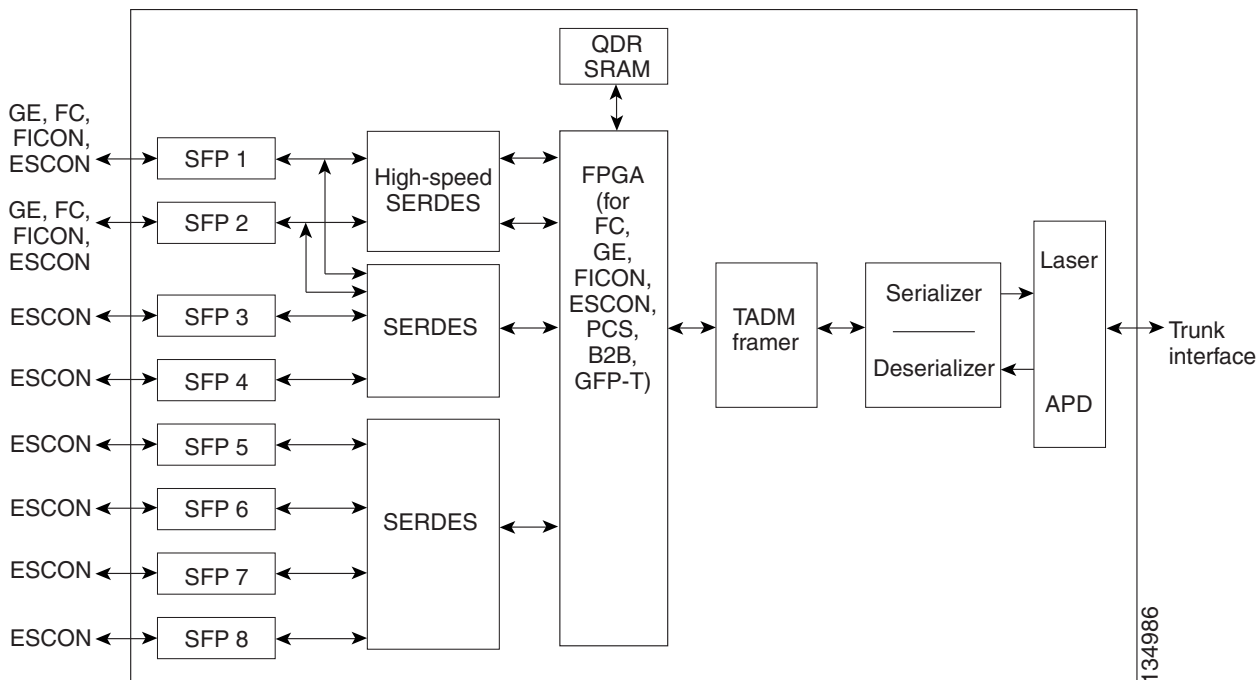 QDR
SRAM
GE, FC,
FICON,
ESCON
SFP 1
High-speed
SERDES
FPGA
(for
FC,
GE,
FICON,
ESCON,
PCS,
B2B,
GFP-T)
GE, FC,
FICON,
ESCON
SFP 2
ESCON
SFP 3
SERDES
ESCON
SFP 4
TADM
framer
Serializer
Deserializer
Laser
APD
Trunk
interface
ESCON
SFP 5
ESCON
SFP 6
SERDES
ESCON
SFP 7
ESCON
SFP 8
134986